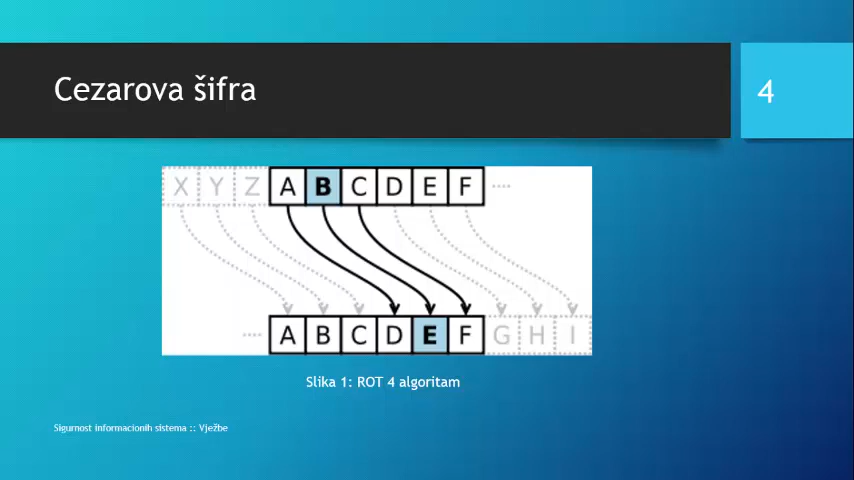 Cezarova šifra
4
X Y Z A B C D E F ....
.... A B C D E F G H I
Slika 1: ROT 4 algoritam
Sigurnost informacionih sistema :: Vježbe